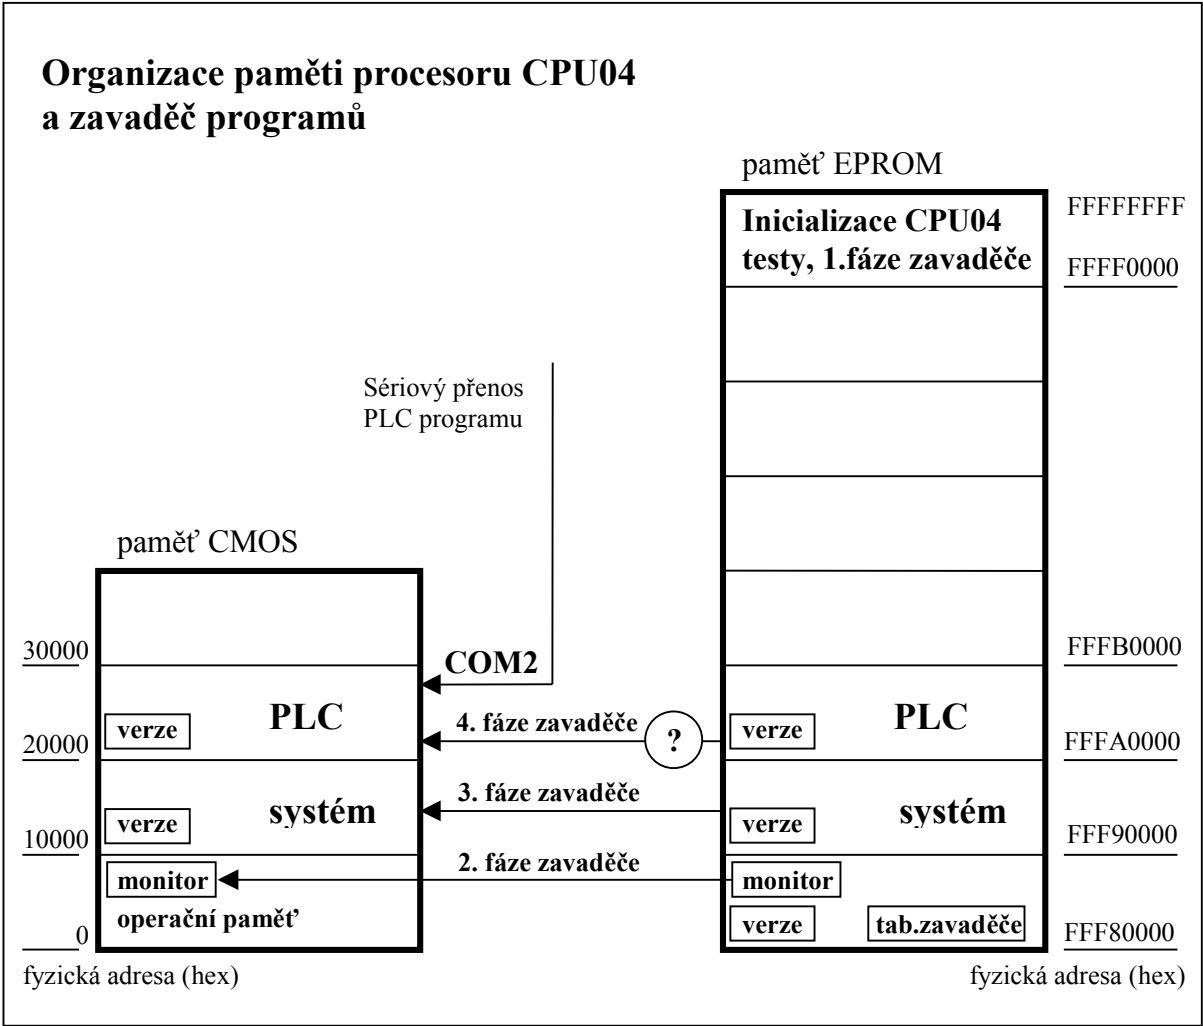 Organizace paměti procesoru CPU04
a zavaděč programů
paměť EPROM
Inicializace CPU04
testy, 1.fáze zavaděče
FFFFFFFF
FFFF0000
Sériový přenos
PLC programu
paměť CMOS
30000
COM2
FFFB0000
verze
PLC
4. fáze zavaděče
?
verze
PLC
20000
FFFA0000
verze
systém
3. fáze zavaděče
verze
systém
10000
FFF90000
monitor
2. fáze zavaděče
monitor
operační paměť
verze
tab.zavaděče
0
FFF80000
fyzická adresa (hex)
fyzická adresa (hex)